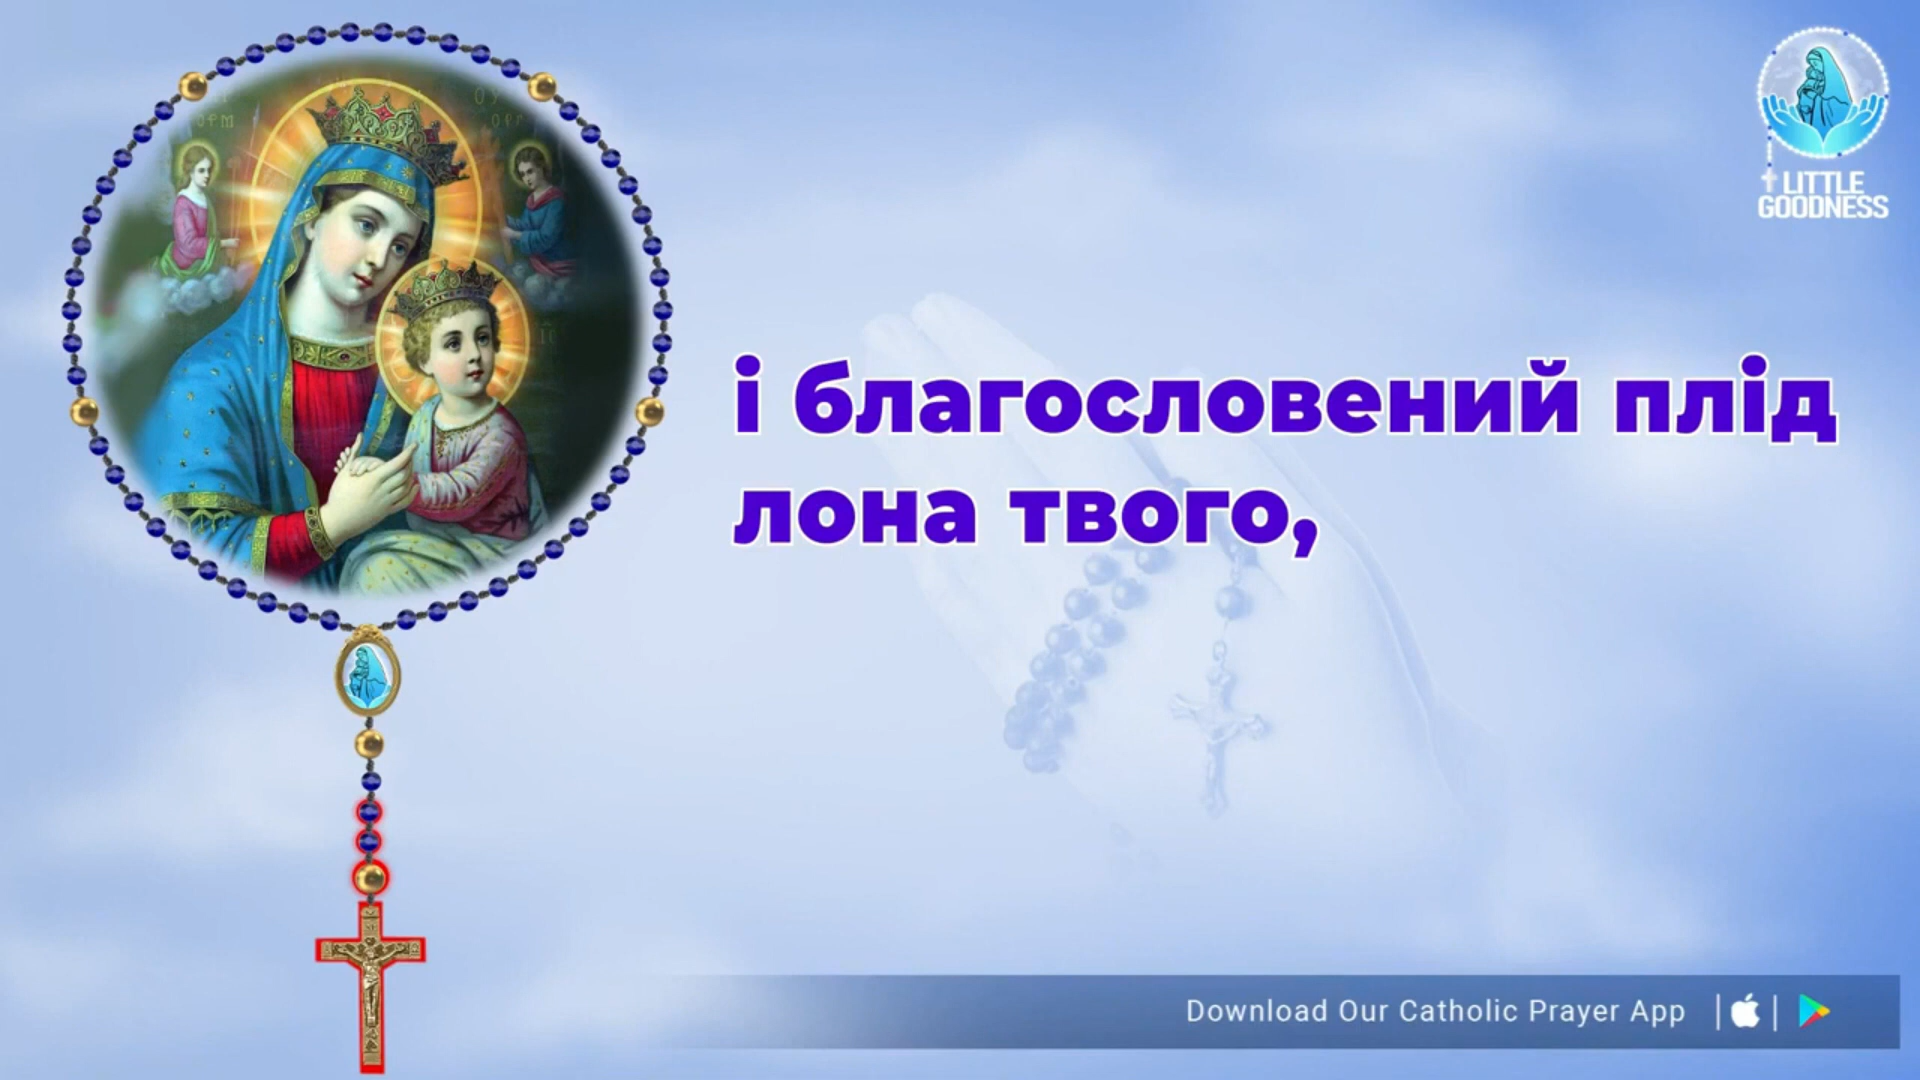 LITTLE
GOODNESS
і благословений плід
лона твого,
Download Our Catholic Prayer App